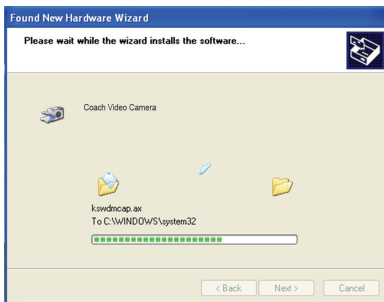 Found New Hardware Wizard
Please wait while the wizard installs the software...
Coach Video Camera
kswdmcap.ax
To C:\WINDOWS\system32
< Back Next > Cancel